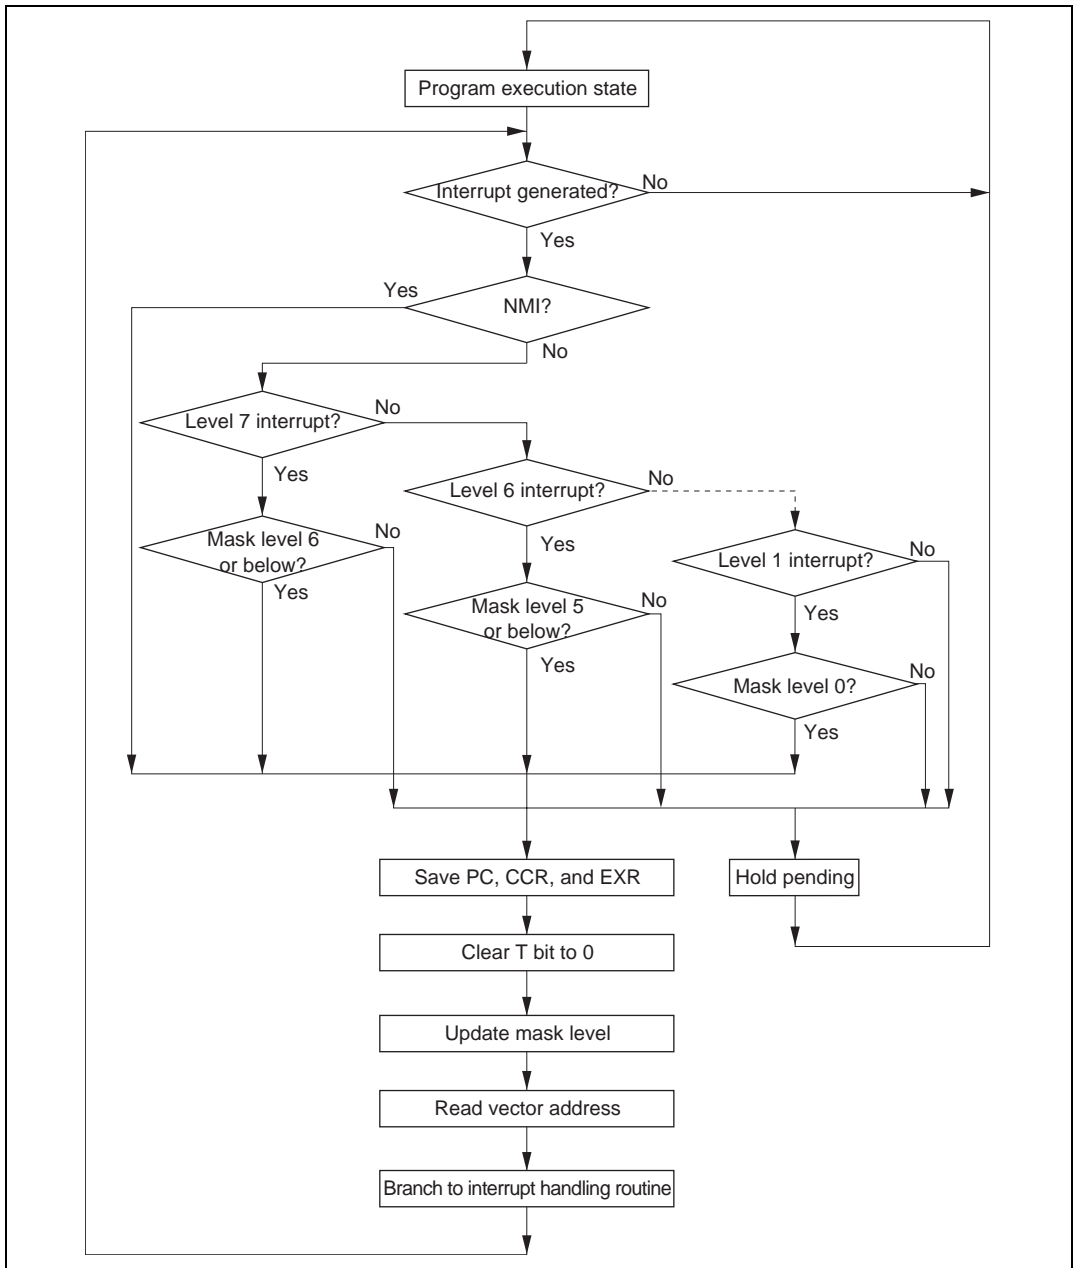 Program execution state
Interrupt generated?
No
Yes
Yes
NMI?
No
Level 7 interrupt?
No
Yes
Level 6 interrupt?
No
Yes
Mask level 6
or below?
No
Yes
Level 1 interrupt?
No
Yes
Mask level 5
or below?
No
Yes
Mask level 0?
No
Yes
Save PC, CCR, and EXR
Hold pending
Clear T bit to 0
Update mask level
Read vector address
Branch to interrupt handling routine